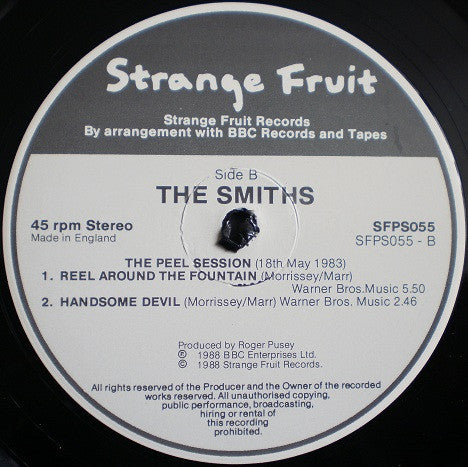 Strange Fruit
Strange Fruit Records
By arrangement with BBC Records and Tapes
Side B
THE SMITHS
45 rpm Stereo
Made in England
SFPS055
SFPS055 - B
THE PEEL SESSION (18th May 1983)
1. REEL AROUND THE FOUNTAIN (Morrissey/Marr)
Warner Bros.Music 5.50
2. HANDSOME DEVIL (Morrissey/Marr) Warner Bros. Music 2.46
Produced by Roger Pusey
℗ 1988 BBC Enterprises Ltd.
© 1988 Strange Fruit Records.
All rights reserved of the Producer and the Owner of the recorded
works reserved. All unauthorised copying,
public performance, broadcasting,
hiring or rental of
this recording
prohibited.